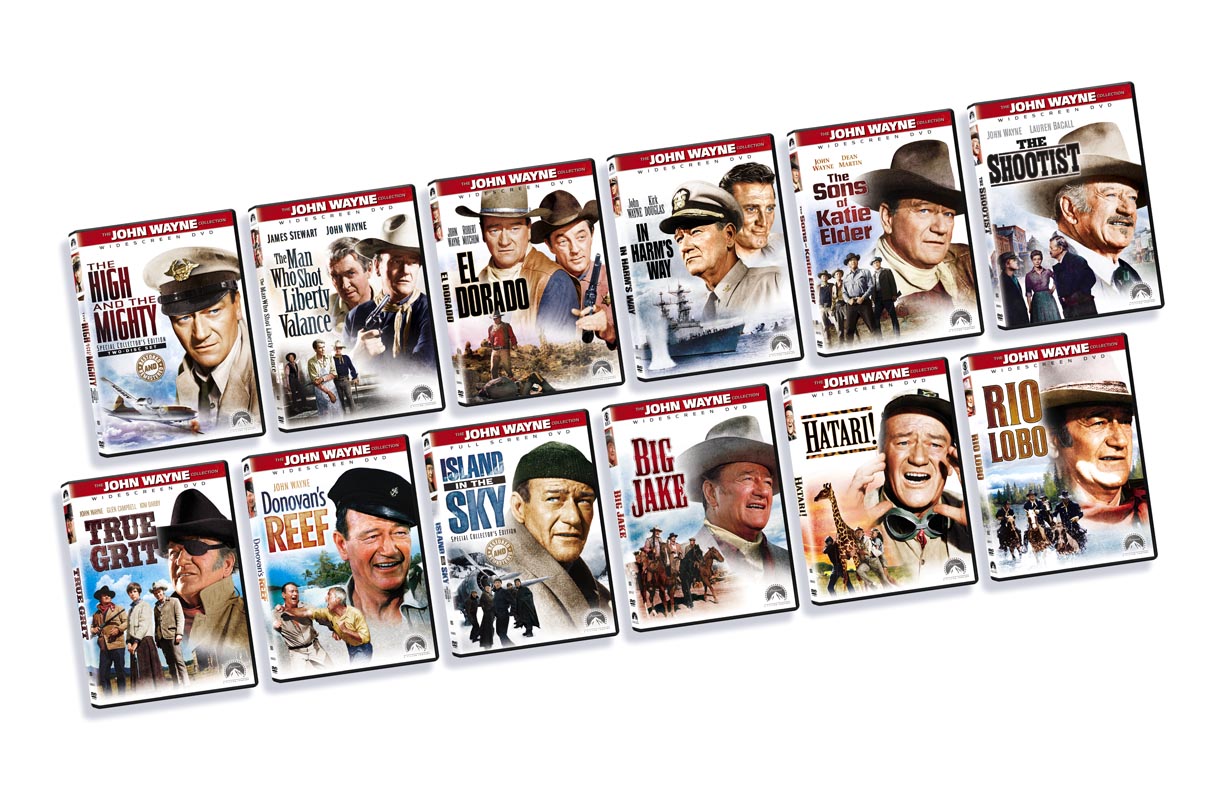 THE JOHN WAYNE COLLECTION
WIDESCREEN DVD
THE
HIGH
AND THE
MIGHTY
SPECIAL COLLECTOR'S EDITION
TWO-DISC SET
THE HIGH AND THE MIGHTY
THE JOHN WAYNE COLLECTION
WIDESCREEN DVD
JAMES STEWART JOHN WAYNE
The Man
Who Shot
Liberty
Valance
The Man Who Shot Liberty Valance
THE JOHN WAYNE COLLECTION
WIDESCREEN DVD
JOHN WAYNE
ROBERT MITCHUM
EL
DORADO
EL DORADO
THE JOHN WAYNE COLLECTION
WIDESCREEN DVD
John WAYNE
Kirk DOUGLAS
IN
HARM'S
WAY
IN HARM'S WAY
THE JOHN WAYNE COLLECTION
WIDESCREEN DVD
JOHN WAYNE
DEAN MARTIN
The
Sons
of
Katie
Elder
The Sons of Katie Elder
THE JOHN WAYNE COLLECTION
WIDESCREEN DVD
JOHN WAYNE LAUREN BACALL
THE
SHOOTIST
THE SHOOTIST
THE JOHN WAYNE COLLECTION
WIDESCREEN DVD
JOHN WAYNE GLEN CAMPBELL KIM DARBY
TRUE
GRIT
TRUE GRIT
THE JOHN WAYNE COLLECTION
WIDESCREEN DVD
JOHN WAYNE
Donovan's
REEF
Donovan's REEF
THE JOHN WAYNE COLLECTION
FULL SCREEN DVD
ISLAND
IN THE
SKY
SPECIAL COLLECTOR'S EDITION
ISLAND IN THE SKY
THE JOHN WAYNE COLLECTION
WIDESCREEN DVD
BIG
JAKE
BIG JAKE
THE JOHN WAYNE COLLECTION
WIDESCREEN DVD
HATARI!
HATARI!
THE JOHN WAYNE COLLECTION
WIDESCREEN DVD
RIO
LOBO
RIO LOBO